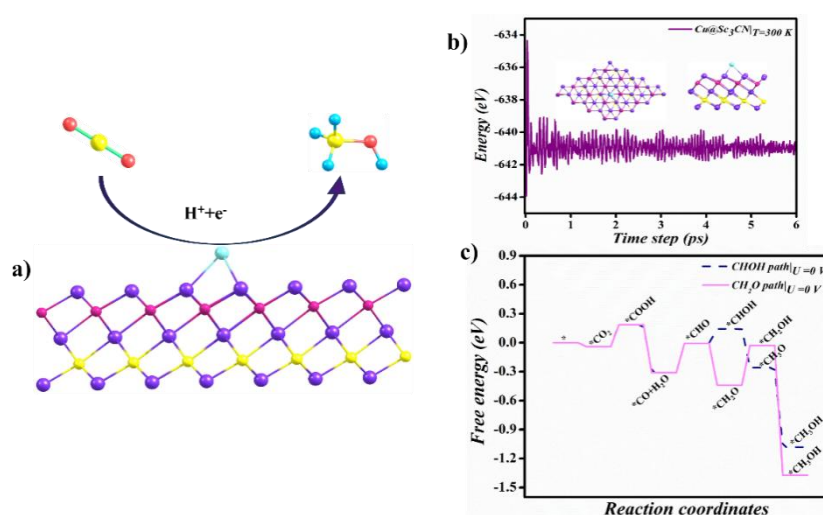 a)
H⁺+e⁻
b)
Cu@Sc₃CN|T=300 K
-634
-636
-638
-640
-642
-644
Energy (eV)
0 1 2 3 4 5 6
Time step (ps)
c)
CHOH path|U =0 V
CH₂O path|U =0 V
0.9
0.6
0.3
0.0
-0.3
-0.6
-0.9
-1.2
-1.5
Free energy (eV)
*
*CO₂
*COOH
*CO+H₂O
*CHO
*CHOH
*CH₂O
*CH₂OH
*CH₃O
*CH₃OH
*CH₃OH
Reaction coordinates